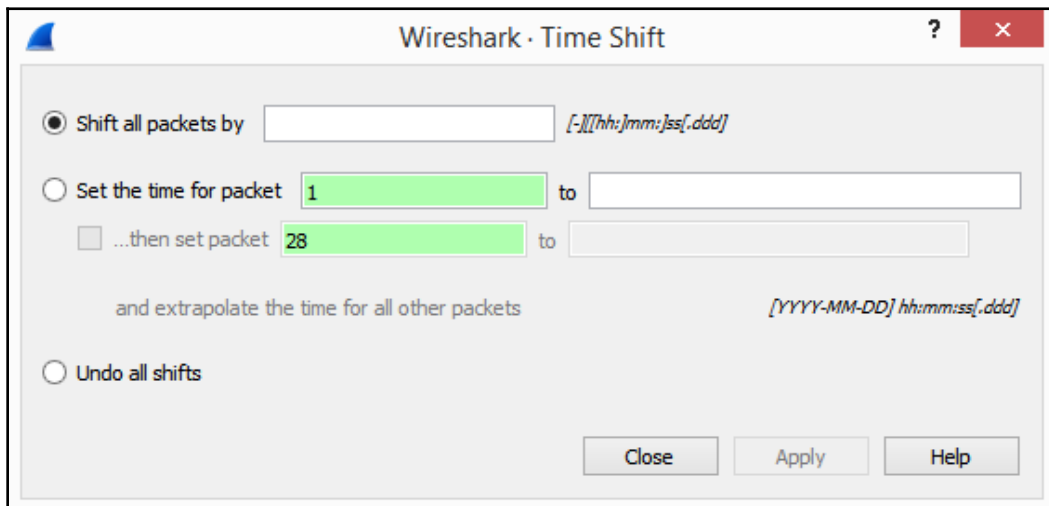 Wireshark · Time Shift ?
Shift all packets by [-][[hh:]mm:]ss[.ddd]
Set the time for packet 1 to
...then set packet 28 to
and extrapolate the time for all other packets [YYYY-MM-DD] hh:mm:ss[.ddd]
Undo all shifts
Close Apply Help